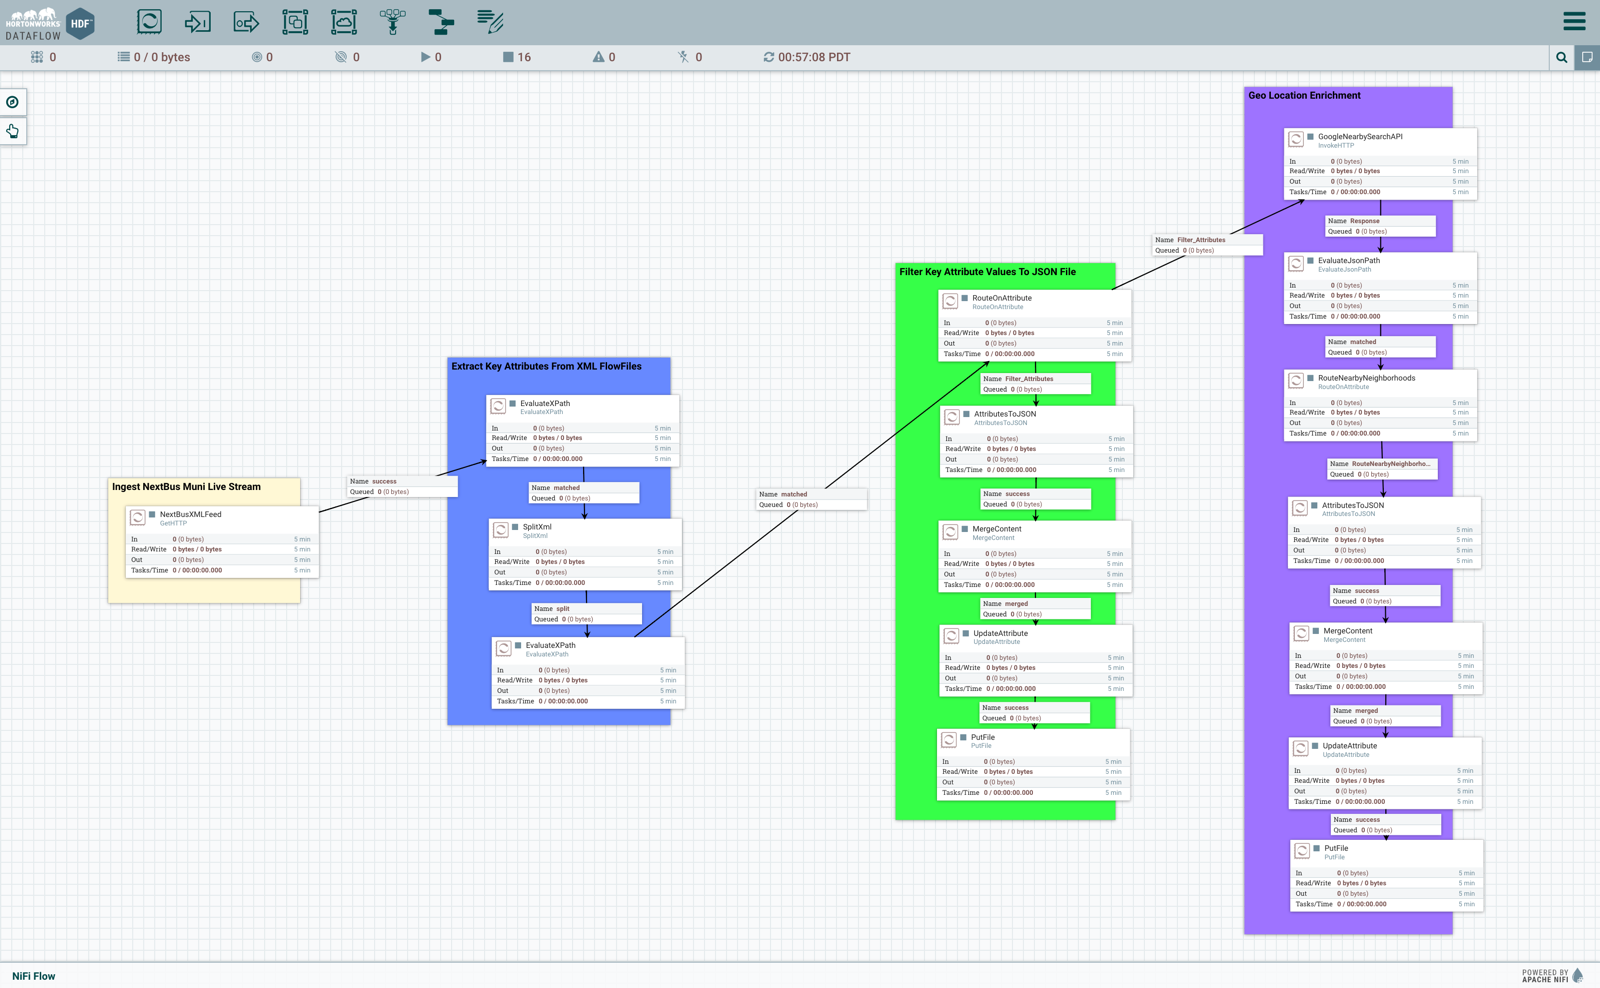 HORTONWORKS
DATAFLOW
HDF
0
0 / 0 bytes
0
0
0
16
0
0
00:57:08 PDT
Ingest NextBus Muni Live Stream
NextBusXMLFeed
GetHTTP
In 0 (0 bytes) 5 min
Read/Write 0 bytes / 0 bytes 5 min
Out 0 (0 bytes) 5 min
Tasks/Time 0 / 00:00:00.000 5 min
Name success
Queued 0 (0 bytes)
Extract Key Attributes From XML FlowFiles
EvaluateXPath
EvaluateXPath
In 0 (0 bytes) 5 min
Read/Write 0 bytes / 0 bytes 5 min
Out 0 (0 bytes) 5 min
Tasks/Time 0 / 00:00:00.000 5 min
Name matched
Queued 0 (0 bytes)
SplitXml
SplitXml
In 0 (0 bytes) 5 min
Read/Write 0 bytes / 0 bytes 5 min
Out 0 (0 bytes) 5 min
Tasks/Time 0 / 00:00:00.000 5 min
Name split
Queued 0 (0 bytes)
EvaluateXPath
EvaluateXPath
In 0 (0 bytes) 5 min
Read/Write 0 bytes / 0 bytes 5 min
Out 0 (0 bytes) 5 min
Tasks/Time 0 / 00:00:00.000 5 min
Name matched
Queued 0 (0 bytes)
Filter Key Attribute Values To JSON File
RouteOnAttribute
RouteOnAttribute
In 0 (0 bytes) 5 min
Read/Write 0 bytes / 0 bytes 5 min
Out 0 (0 bytes) 5 min
Tasks/Time 0 / 00:00:00.000 5 min
Name Filter_Attributes
Queued 0 (0 bytes)
AttributesToJSON
AttributesToJSON
In 0 (0 bytes) 5 min
Read/Write 0 bytes / 0 bytes 5 min
Out 0 (0 bytes) 5 min
Tasks/Time 0 / 00:00:00.000 5 min
Name success
Queued 0 (0 bytes)
MergeContent
MergeContent
In 0 (0 bytes) 5 min
Read/Write 0 bytes / 0 bytes 5 min
Out 0 (0 bytes) 5 min
Tasks/Time 0 / 00:00:00.000 5 min
Name merged
Queued 0 (0 bytes)
UpdateAttribute
UpdateAttribute
In 0 (0 bytes) 5 min
Read/Write 0 bytes / 0 bytes 5 min
Out 0 (0 bytes) 5 min
Tasks/Time 0 / 00:00:00.000 5 min
Name success
Queued 0 (0 bytes)
PutFile
PutFile
In 0 (0 bytes) 5 min
Read/Write 0 bytes / 0 bytes 5 min
Out 0 (0 bytes) 5 min
Tasks/Time 0 / 00:00:00.000 5 min
Name Filter_Attributes
Queued 0 (0 bytes)
Geo Location Enrichment
GoogleNearbySearchAPI
InvokeHTTP
In 0 (0 bytes) 5 min
Read/Write 0 bytes / 0 bytes 5 min
Out 0 (0 bytes) 5 min
Tasks/Time 0 / 00:00:00.000 5 min
Name Response
Queued 0 (0 bytes)
EvaluateJsonPath
EvaluateJsonPath
In 0 (0 bytes) 5 min
Read/Write 0 bytes / 0 bytes 5 min
Out 0 (0 bytes) 5 min
Tasks/Time 0 / 00:00:00.000 5 min
Name matched
Queued 0 (0 bytes)
RouteNearbyNeighborhoods
RouteOnAttribute
In 0 (0 bytes) 5 min
Read/Write 0 bytes / 0 bytes 5 min
Out 0 (0 bytes) 5 min
Tasks/Time 0 / 00:00:00.000 5 min
Name RouteNearbyNeighborho...
Queued 0 (0 bytes)
AttributesToJSON
AttributesToJSON
In 0 (0 bytes) 5 min
Read/Write 0 bytes / 0 bytes 5 min
Out 0 (0 bytes) 5 min
Tasks/Time 0 / 00:00:00.000 5 min
Name success
Queued 0 (0 bytes)
MergeContent
MergeContent
In 0 (0 bytes) 5 min
Read/Write 0 bytes / 0 bytes 5 min
Out 0 (0 bytes) 5 min
Tasks/Time 0 / 00:00:00.000 5 min
Name merged
Queued 0 (0 bytes)
UpdateAttribute
UpdateAttribute
In 0 (0 bytes) 5 min
Read/Write 0 bytes / 0 bytes 5 min
Out 0 (0 bytes) 5 min
Tasks/Time 0 / 00:00:00.000 5 min
Name success
Queued 0 (0 bytes)
PutFile
PutFile
In 0 (0 bytes) 5 min
Read/Write 0 bytes / 0 bytes 5 min
Out 0 (0 bytes) 5 min
Tasks/Time 0 / 00:00:00.000 5 min
NiFi Flow
POWERED BY
APACHE NIFI